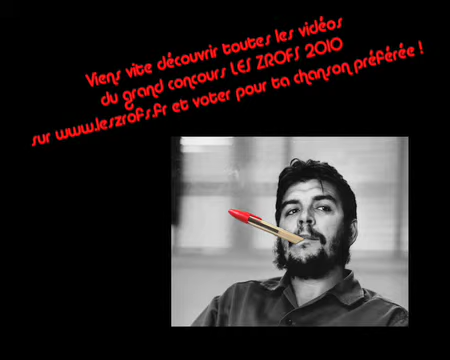 Viens vite découvrir toutes les vidéos
du grand concours LES ZROFS 2010
sur www.leszrofs.fr et voter pour ta chanson préférée !